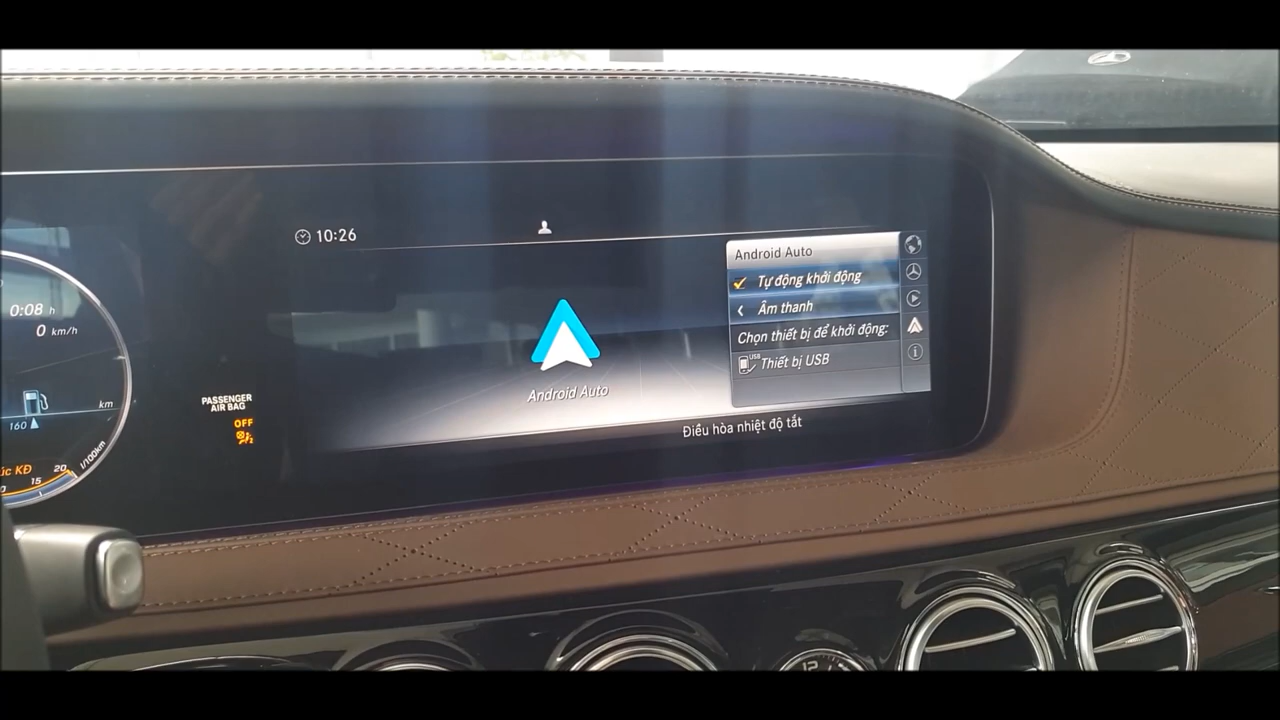 10:26
0:08 h
0 km/h
km
160
l/100km
20
15
PASSENGER
AIR BAG
OFF
Android Auto
Android Auto
Tự động khởi động
Âm thanh
Chọn thiết bị để khởi động:
USB
Thiết bị USB
Điều hòa nhiệt độ tắt
12